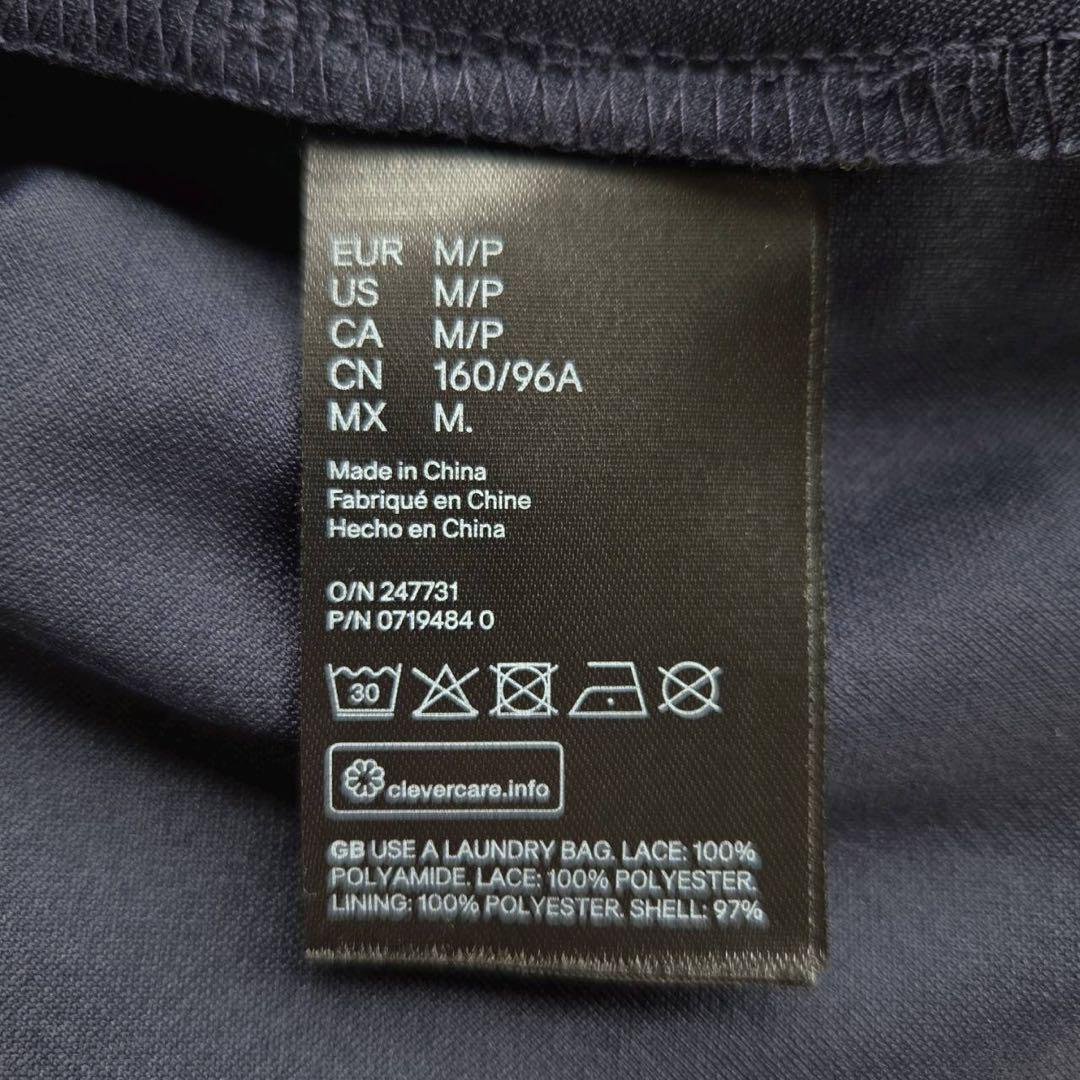 EUR M/P
US M/P
CA M/P
CN 160/96A
MX M.
Made in China
Fabriqué en Chine
Hecho en China
O/N 247731
P/N 0719484 0
30
clevercare.info
GB USE A LAUNDRY BAG. LACE: 100%
POLYAMIDE. LACE: 100% POLYESTER.
LINING: 100% POLYESTER. SHELL: 97%